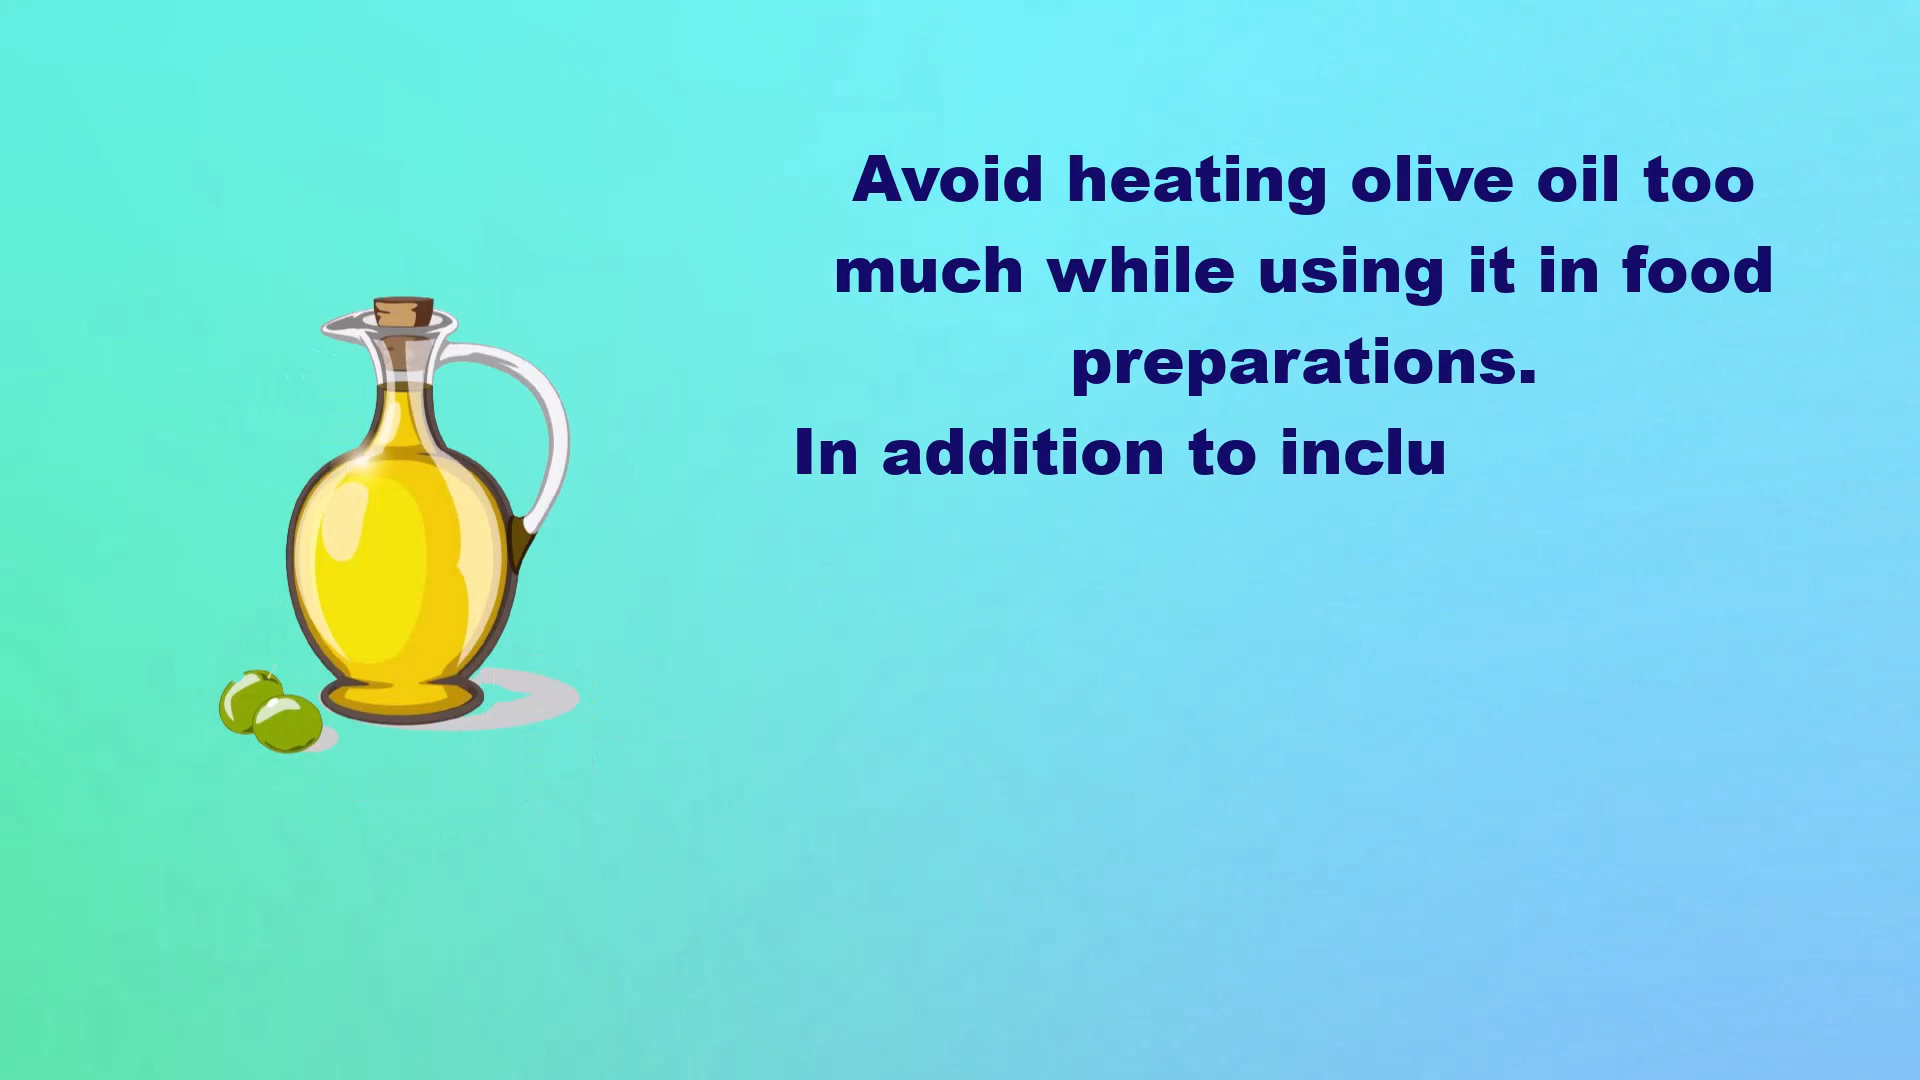 Avoid heating olive oil too
much while using it in food
preparations.
In addition to inclu